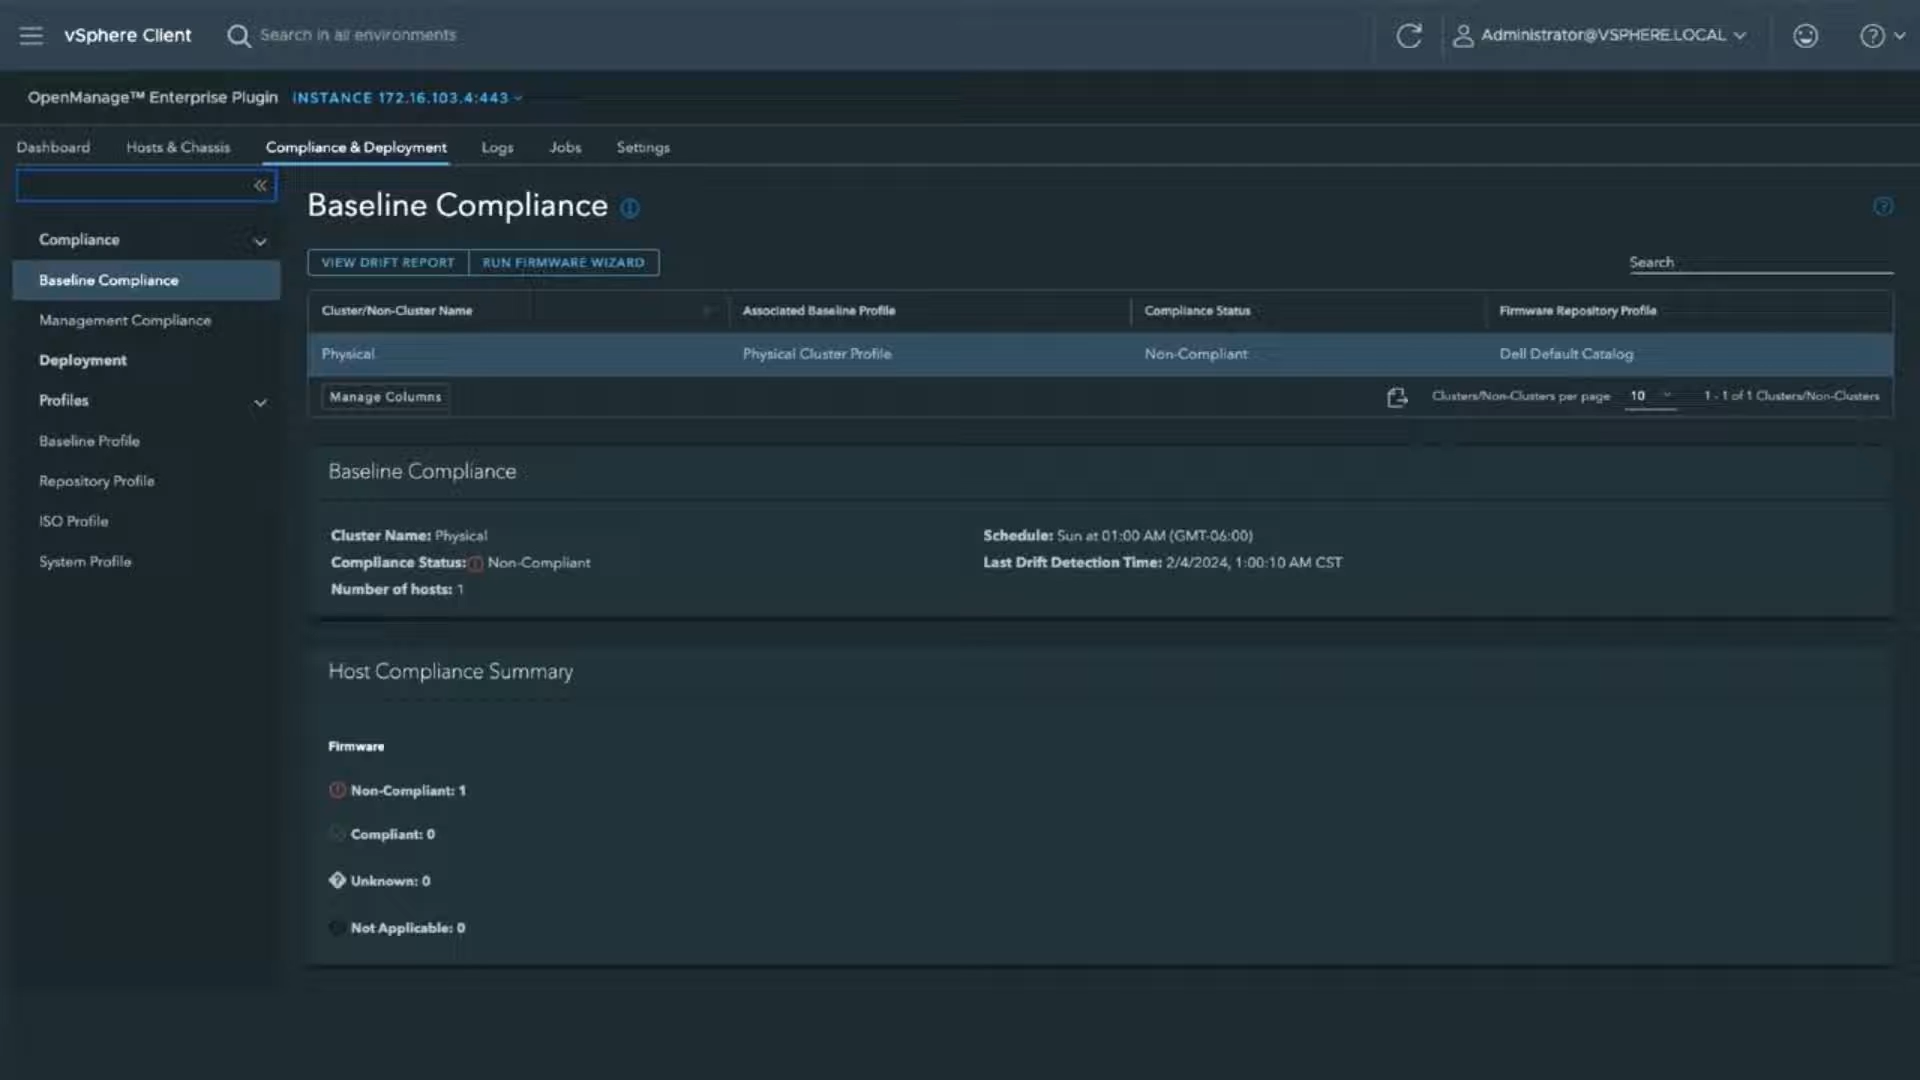 vSphere Client
Search in all environments
Administrator@VSPHERE.LOCAL
OpenManage™ Enterprise Plugin INSTANCE 172.16.103.4:443
Dashboard Hosts & Chassis Compliance & Deployment Logs Jobs Settings
Compliance
Baseline Compliance
Management Compliance
Deployment
Profiles
Baseline Profile
Repository Profile
ISO Profile
System Profile
Baseline Compliance
VIEW DRIFT REPORT RUN FIRMWARE WIZARD
Search
Cluster/Non-Cluster Name Associated Baseline Profile Compliance Status Firmware Repository Profile
Physical Physical Cluster Profile Non-Compliant Dell Default Catalog
Manage Columns Clusters/Non-Clusters per page 10 1 - 1 of 1 Clusters/Non-Clusters
Baseline Compliance
Cluster Name: Physical
Compliance Status: Non-Compliant
Number of hosts: 1
Schedule: Sun at 01:00 AM (GMT-06:00)
Last Drift Detection Time: 2/4/2024, 1:00:10 AM CST
Host Compliance Summary
Firmware
Non-Compliant: 1
Compliant: 0
Unknown: 0
Not Applicable: 0